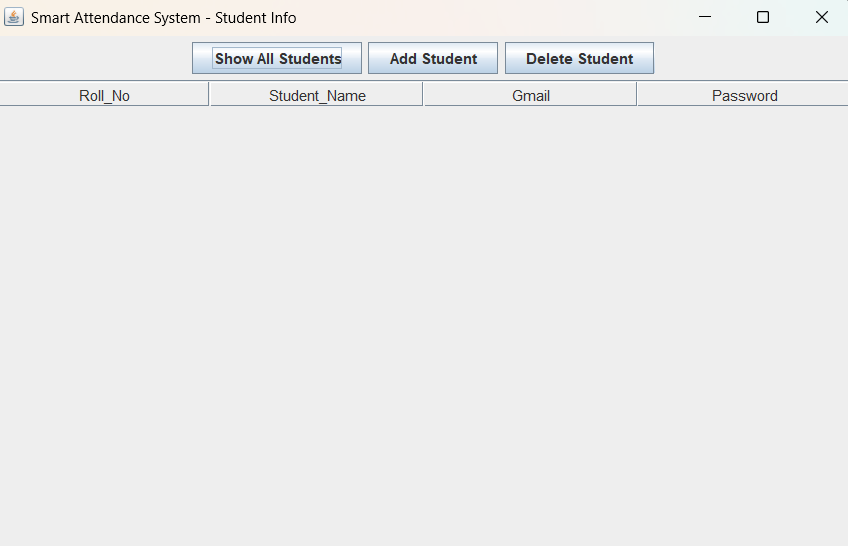 Smart Attendance System - Student Info
Show All Students Add Student Delete Student
Roll_No Student_Name Gmail Password